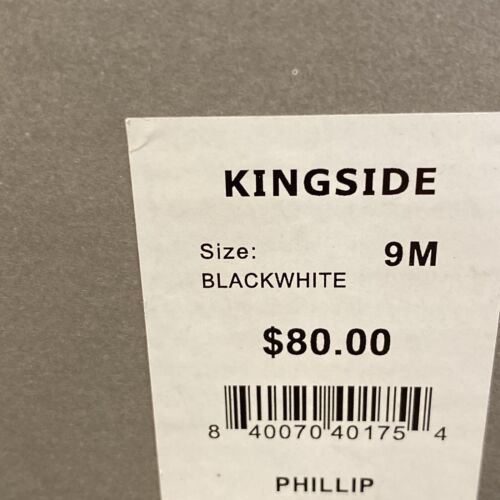 KINGSIDE
Size: 9M
BLACKWHITE
$80.00
8 40070 40175 4
PHILLIP